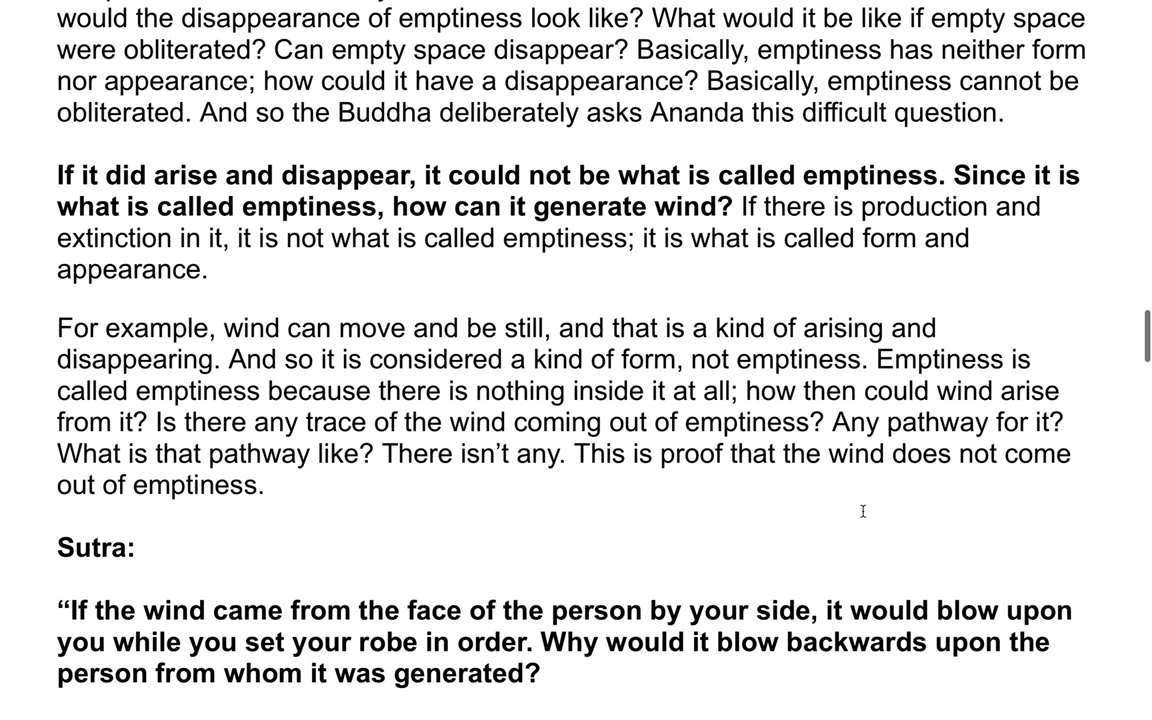 would the disappearance of emptiness look like? What would it be like if empty space
were obliterated? Can empty space disappear? Basically, emptiness has neither form
nor appearance; how could it have a disappearance? Basically, emptiness cannot be
obliterated. And so the Buddha deliberately asks Ananda this difficult question.
If it did arise and disappear, it could not be what is called emptiness. Since it is
what is called emptiness, how can it generate wind? If there is production and
extinction in it, it is not what is called emptiness; it is what is called form and
appearance.
For example, wind can move and be still, and that is a kind of arising and
disappearing. And so it is considered a kind of form, not emptiness. Emptiness is
called emptiness because there is nothing inside it at all; how then could wind arise
from it? Is there any trace of the wind coming out of emptiness? Any pathway for it?
What is that pathway like? There isn’t any. This is proof that the wind does not come
out of emptiness.
Sutra:
“If the wind came from the face of the person by your side, it would blow upon
you while you set your robe in order. Why would it blow backwards upon the
person from whom it was generated?